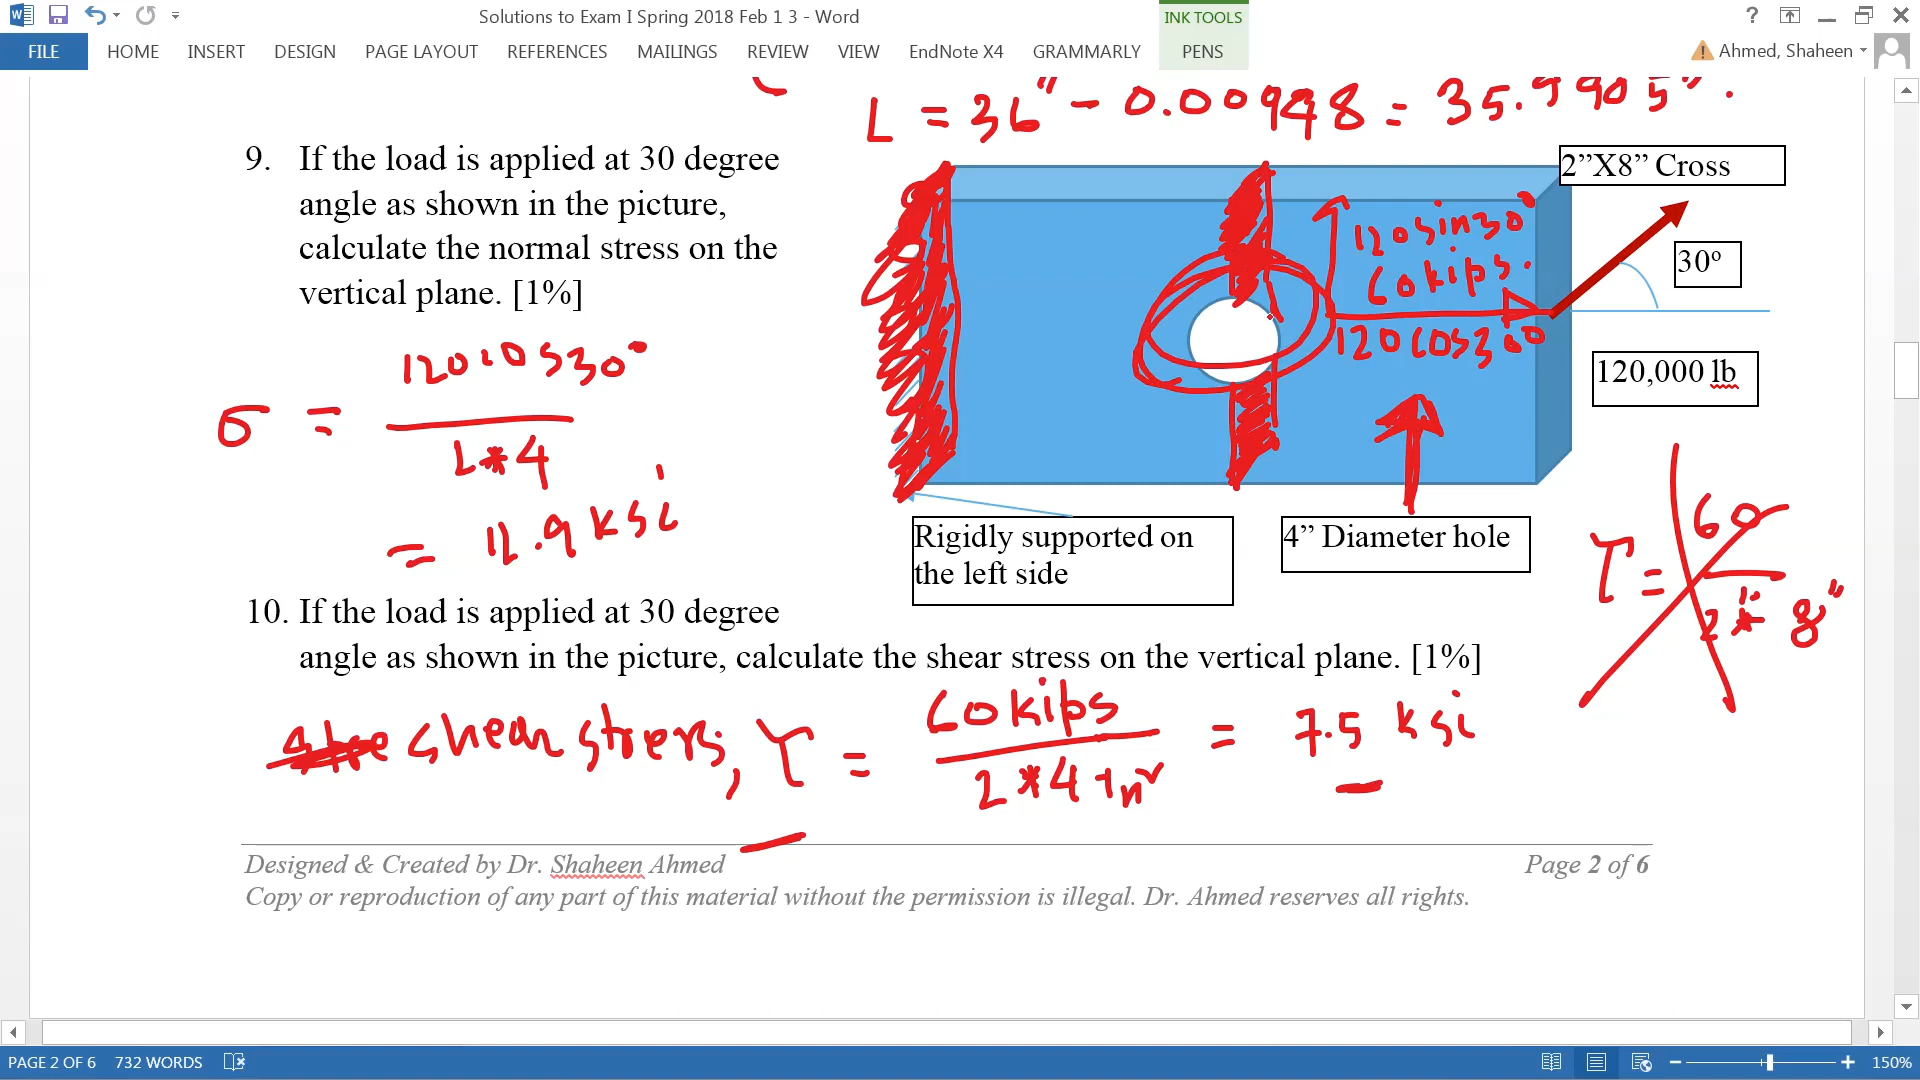 Solutions to Exam I Spring 2018 Feb 1 3 - Word
INK TOOLS
?
FILE HOME INSERT DESIGN PAGE LAYOUT REFERENCES MAILINGS REVIEW VIEW EndNote X4 GRAMMARLY PENS
Ahmed, Shaheen
L = 36" - 0.00948 = 35.9905".
9. If the load is applied at 30 degree
angle as shown in the picture,
calculate the normal stress on the
vertical plane. [1%]
2”X8” Cross
30º
120,000 lb
120 sin30°
60 kips.
120 cos30°
Rigidly supported on
the left side
4” Diameter hole
σ = 120 cos30°
2*4
= 12.9 ksi
τ = 60
2" * 8"
10. If the load is applied at 30 degree
angle as shown in the picture, calculate the shear stress on the vertical plane. [1%]
shear stress, τ = 60 kips
2*4 in² = 7.5 ksi
Designed & Created by Dr. Shaheen Ahmed
Page 2 of 6
Copy or reproduction of any part of this material without the permission is illegal. Dr. Ahmed reserves all rights.
PAGE 2 OF 6 732 WORDS
150%